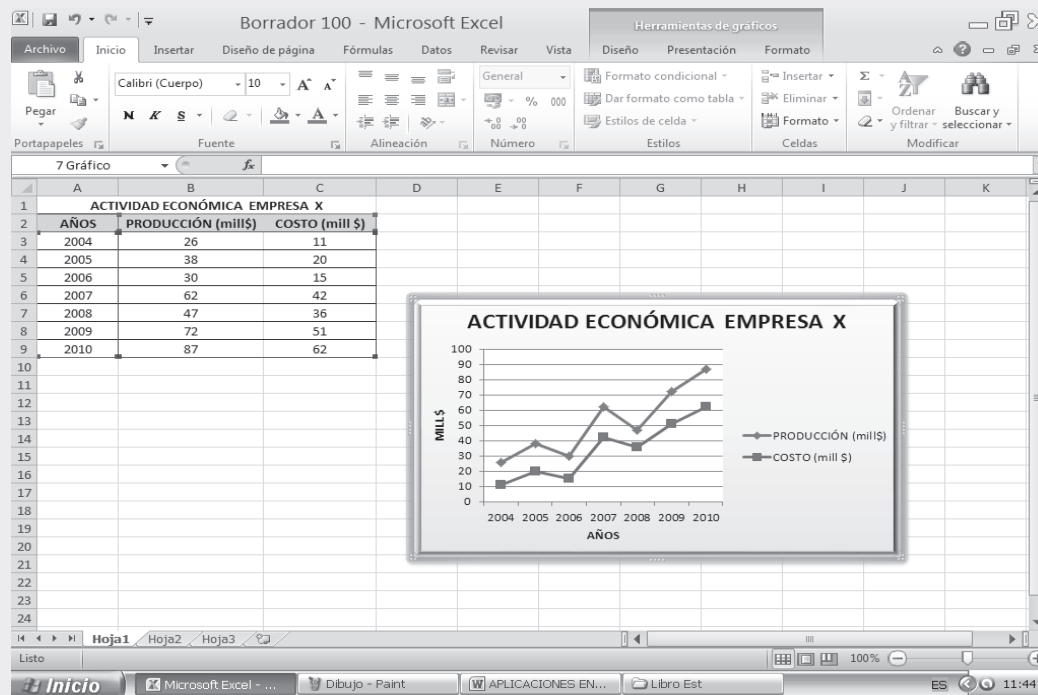 Borrador 100 - Microsoft Excel
Herramientas de gráficos
Archivo Inicio Insertar Diseño de página Fórmulas Datos Revisar Vista Diseño Presentación Formato
Calibri (Cuerpo) 10 A A General Formato condicional Insertar Σ
Pegar % 000 Dar formato como tabla Eliminar Ordenar y filtrar Buscar y seleccionar
N K S A Estilos de celda Formato
Portapapeles Fuente Alineación Número Estilos Celdas Modificar
7 Gráfico fx
A B C D E F G H I J K
1 ACTIVIDAD ECONÓMICA EMPRESA X
2 AÑOS PRODUCCIÓN (mill$) COSTO (mill $)
3 2004 26 11
4 2005 38 20
5 2006 30 15
6 2007 62 42
7 2008 47 36
8 2009 72 51
9 2010 87 62
10
11
12
13
14
15
16
17
18
19
20
21
22
23
24
ACTIVIDAD ECONÓMICA EMPRESA X
100
90
80
70
60
50
40
30
20
10
0
MILL$
2004 2005 2006 2007 2008 2009 2010
AÑOS
PRODUCCIÓN (mill$)
COSTO (mill $)
Hoja1 Hoja2 Hoja3
Listo 100%
Inicio Microsoft Excel - ... Dibujo - Paint APLICACIONES EN... Libro Est ES 11:44